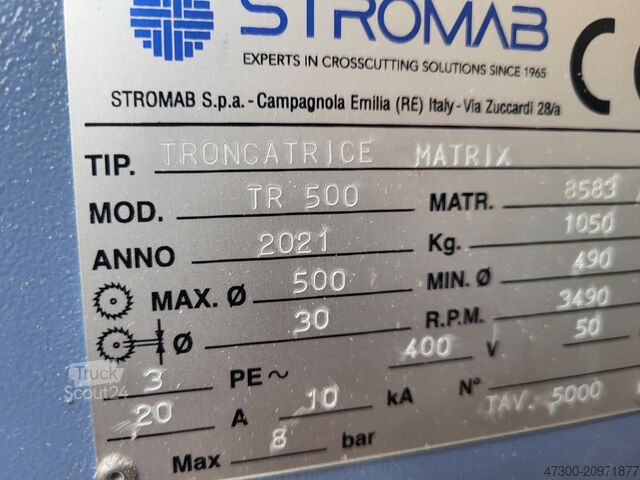 STROMAB
EXPERTS IN CROSSCUTTING SOLUTIONS SINCE 1965
STROMAB S.p.a. - Campagnola Emilia (RE) Italy - Via Zuccardi 28/a
TIP. TRONCATRICE MATRIX
MOD. TR 500 MATR. 8583
ANNO 2021 Kg. 1050
MAX. Ø 500 MIN. Ø 490
Ø 30 R.P.M. 3490
3 PE~ 400 V 50
20 A 10 kA N° TAV. 5000
Max 8 bar
Truck
Scout24
47300-20971877